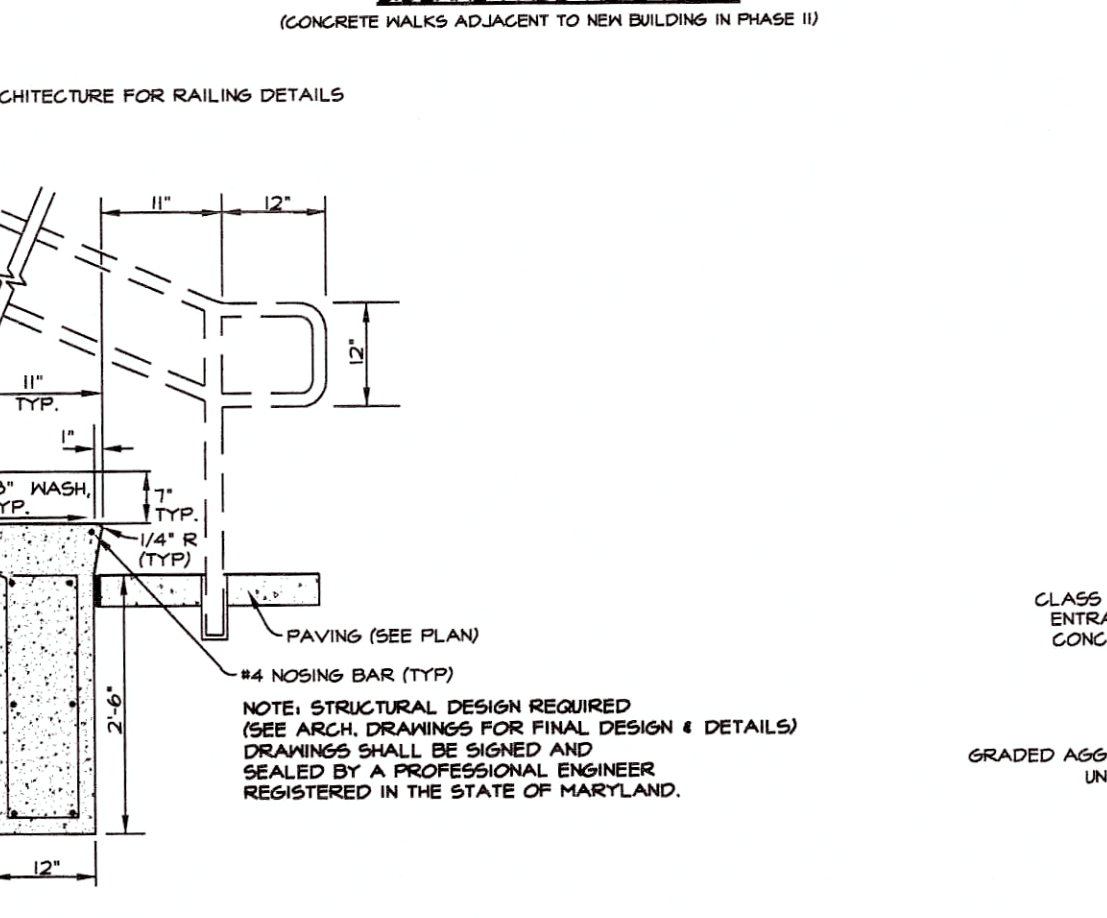 (CONCRETE WALKS ADJACENT TO NEW BUILDING IN PHASE II)
CHITECTURE FOR RAILING DETAILS
11"
12"
12"
11"
TYP.
1"
" WASH,
YP.
7"
TYP.
1/4" R
(TYP)
PAVING (SEE PLAN)
#4 NOSING BAR (TYP)
2'-6"
NOTE: STRUCTURAL DESIGN REQUIRED
(SEE ARCH. DRAWINGS FOR FINAL DESIGN & DETAILS)
DRAWINGS SHALL BE SIGNED AND
SEALED BY A PROFESSIONAL ENGINEER
REGISTERED IN THE STATE OF MARYLAND.
12"
CLASS
ENTRA
CONC
GRADED AGG
UN